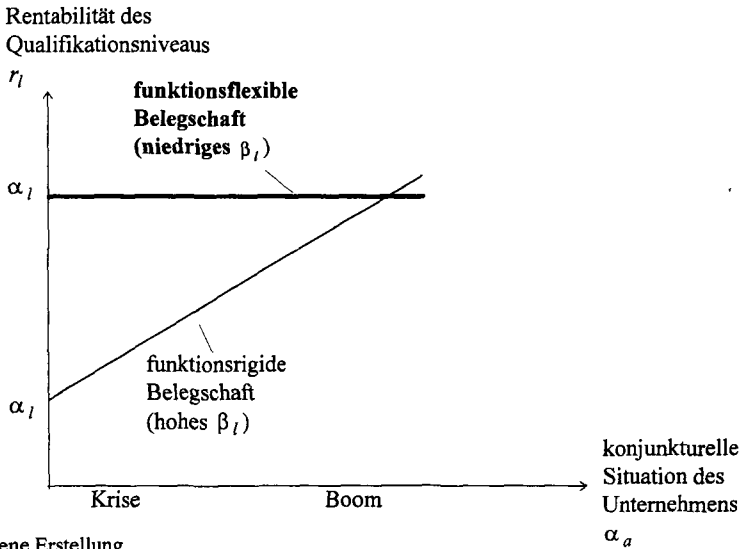 Rentabilität des
Qualifikationsniveaus
r_l
funktionsflexible
Belegschaft
(niedriges β_l)
α_l
funktionsrigide
Belegschaft
(hohes β_l)
α_l
konjunkturelle
Situation des
Unternehmens
α_a
Krise Boom
ene Erstellung